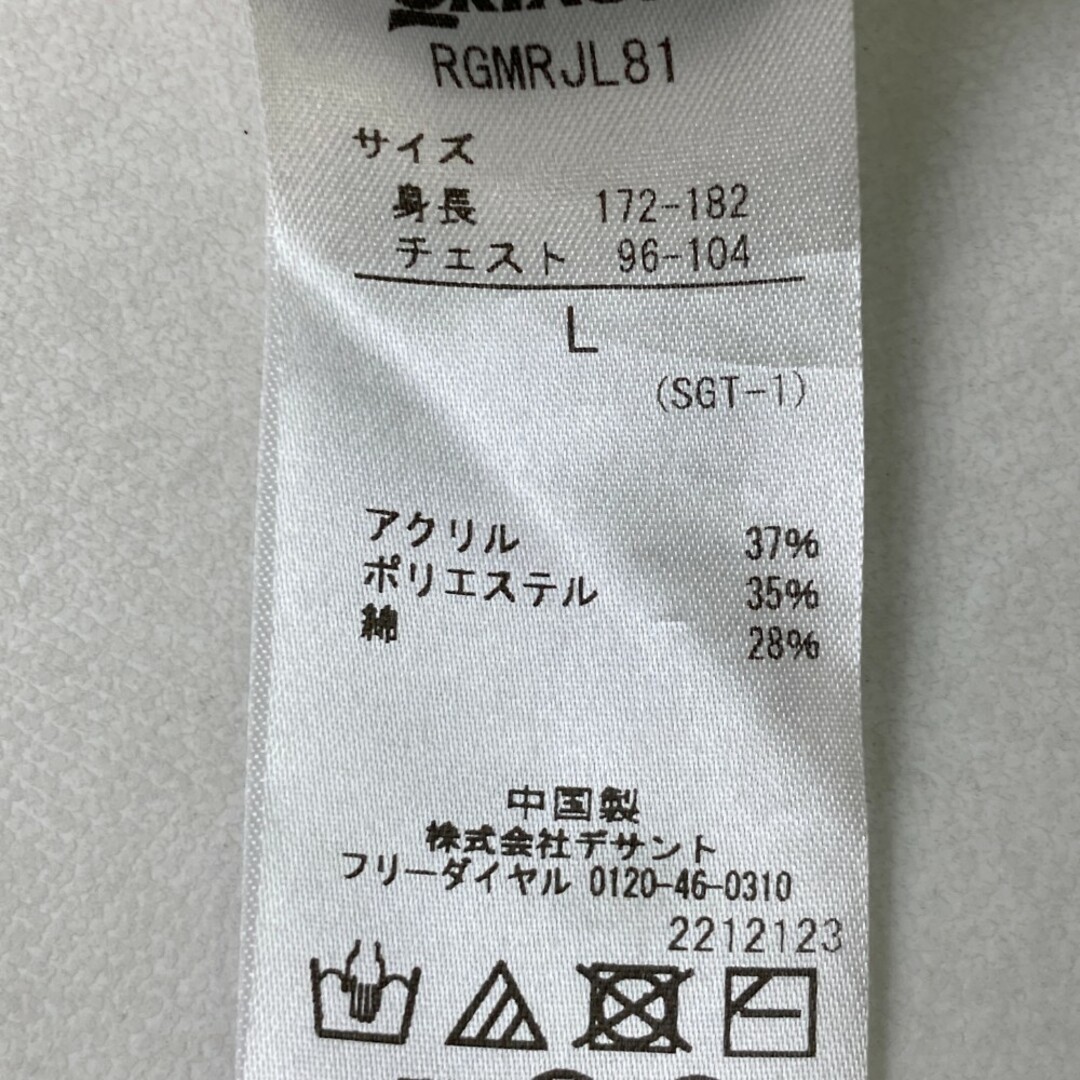 RGMRJL81
サイズ
身長 172-182
チェスト 96-104
L
(SGT-1)
アクリル 37%
ポリエステル 35%
綿 28%
中国製
株式会社デサント
フリーダイヤル 0120-46-0310
2212123